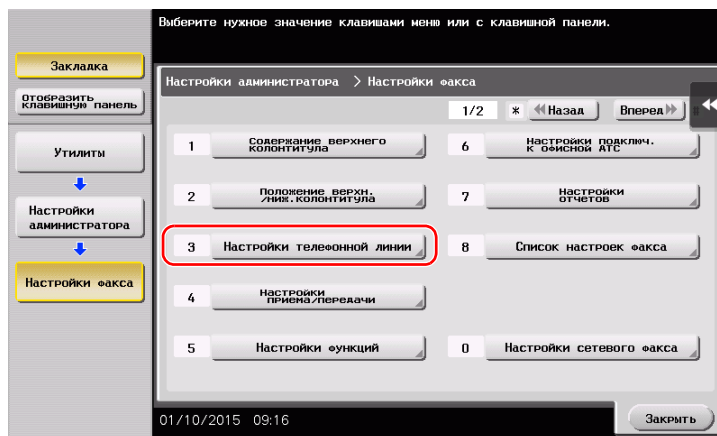 Выберите нужное значение клавишами меню или с клавишной панели.
Закладка
Отобразить
клавишную панель
Утилиты
Настройки
администратора
Настройки факса
Настройки администратора > Настройки факса
1/2 * Назад Вперед
1 Содержание верхнего
колонтитула
6 Настройки подключ.
к офисной АТС
2 Положение верхн.
/ниж.колонтитула
7 Настройки
отчетов
3 Настройки телефонной линии
8 Список настроек факса
4 Настройки
приема/передачи
5 Настройки функций
0 Настройки сетевого факса
01/10/2015 09:16
Закрыть